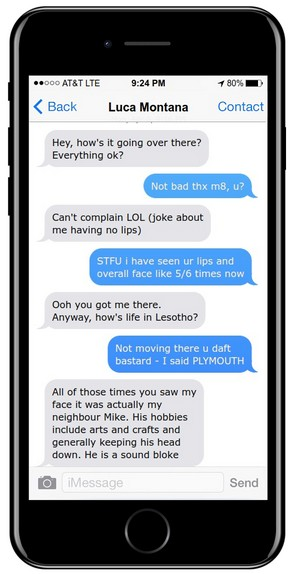 AT&T LTE 9:24 PM 80%
Back Luca Montana Contact
Hey, how's it going over there?
Everything ok?
Not bad thx m8, u?
Can't complain LOL (joke about
me having no lips)
STFU i have seen ur lips and
overall face like 5/6 times now
Ooh you got me there.
Anyway, how's life in Lesotho?
Not moving there u daft
bastard - I said PLYMOUTH
All of those times you saw my
face it was actually my
neighbour Mike. His hobbies
include arts and crafts and
generally keeping his head
down. He is a sound bloke
iMessage Send